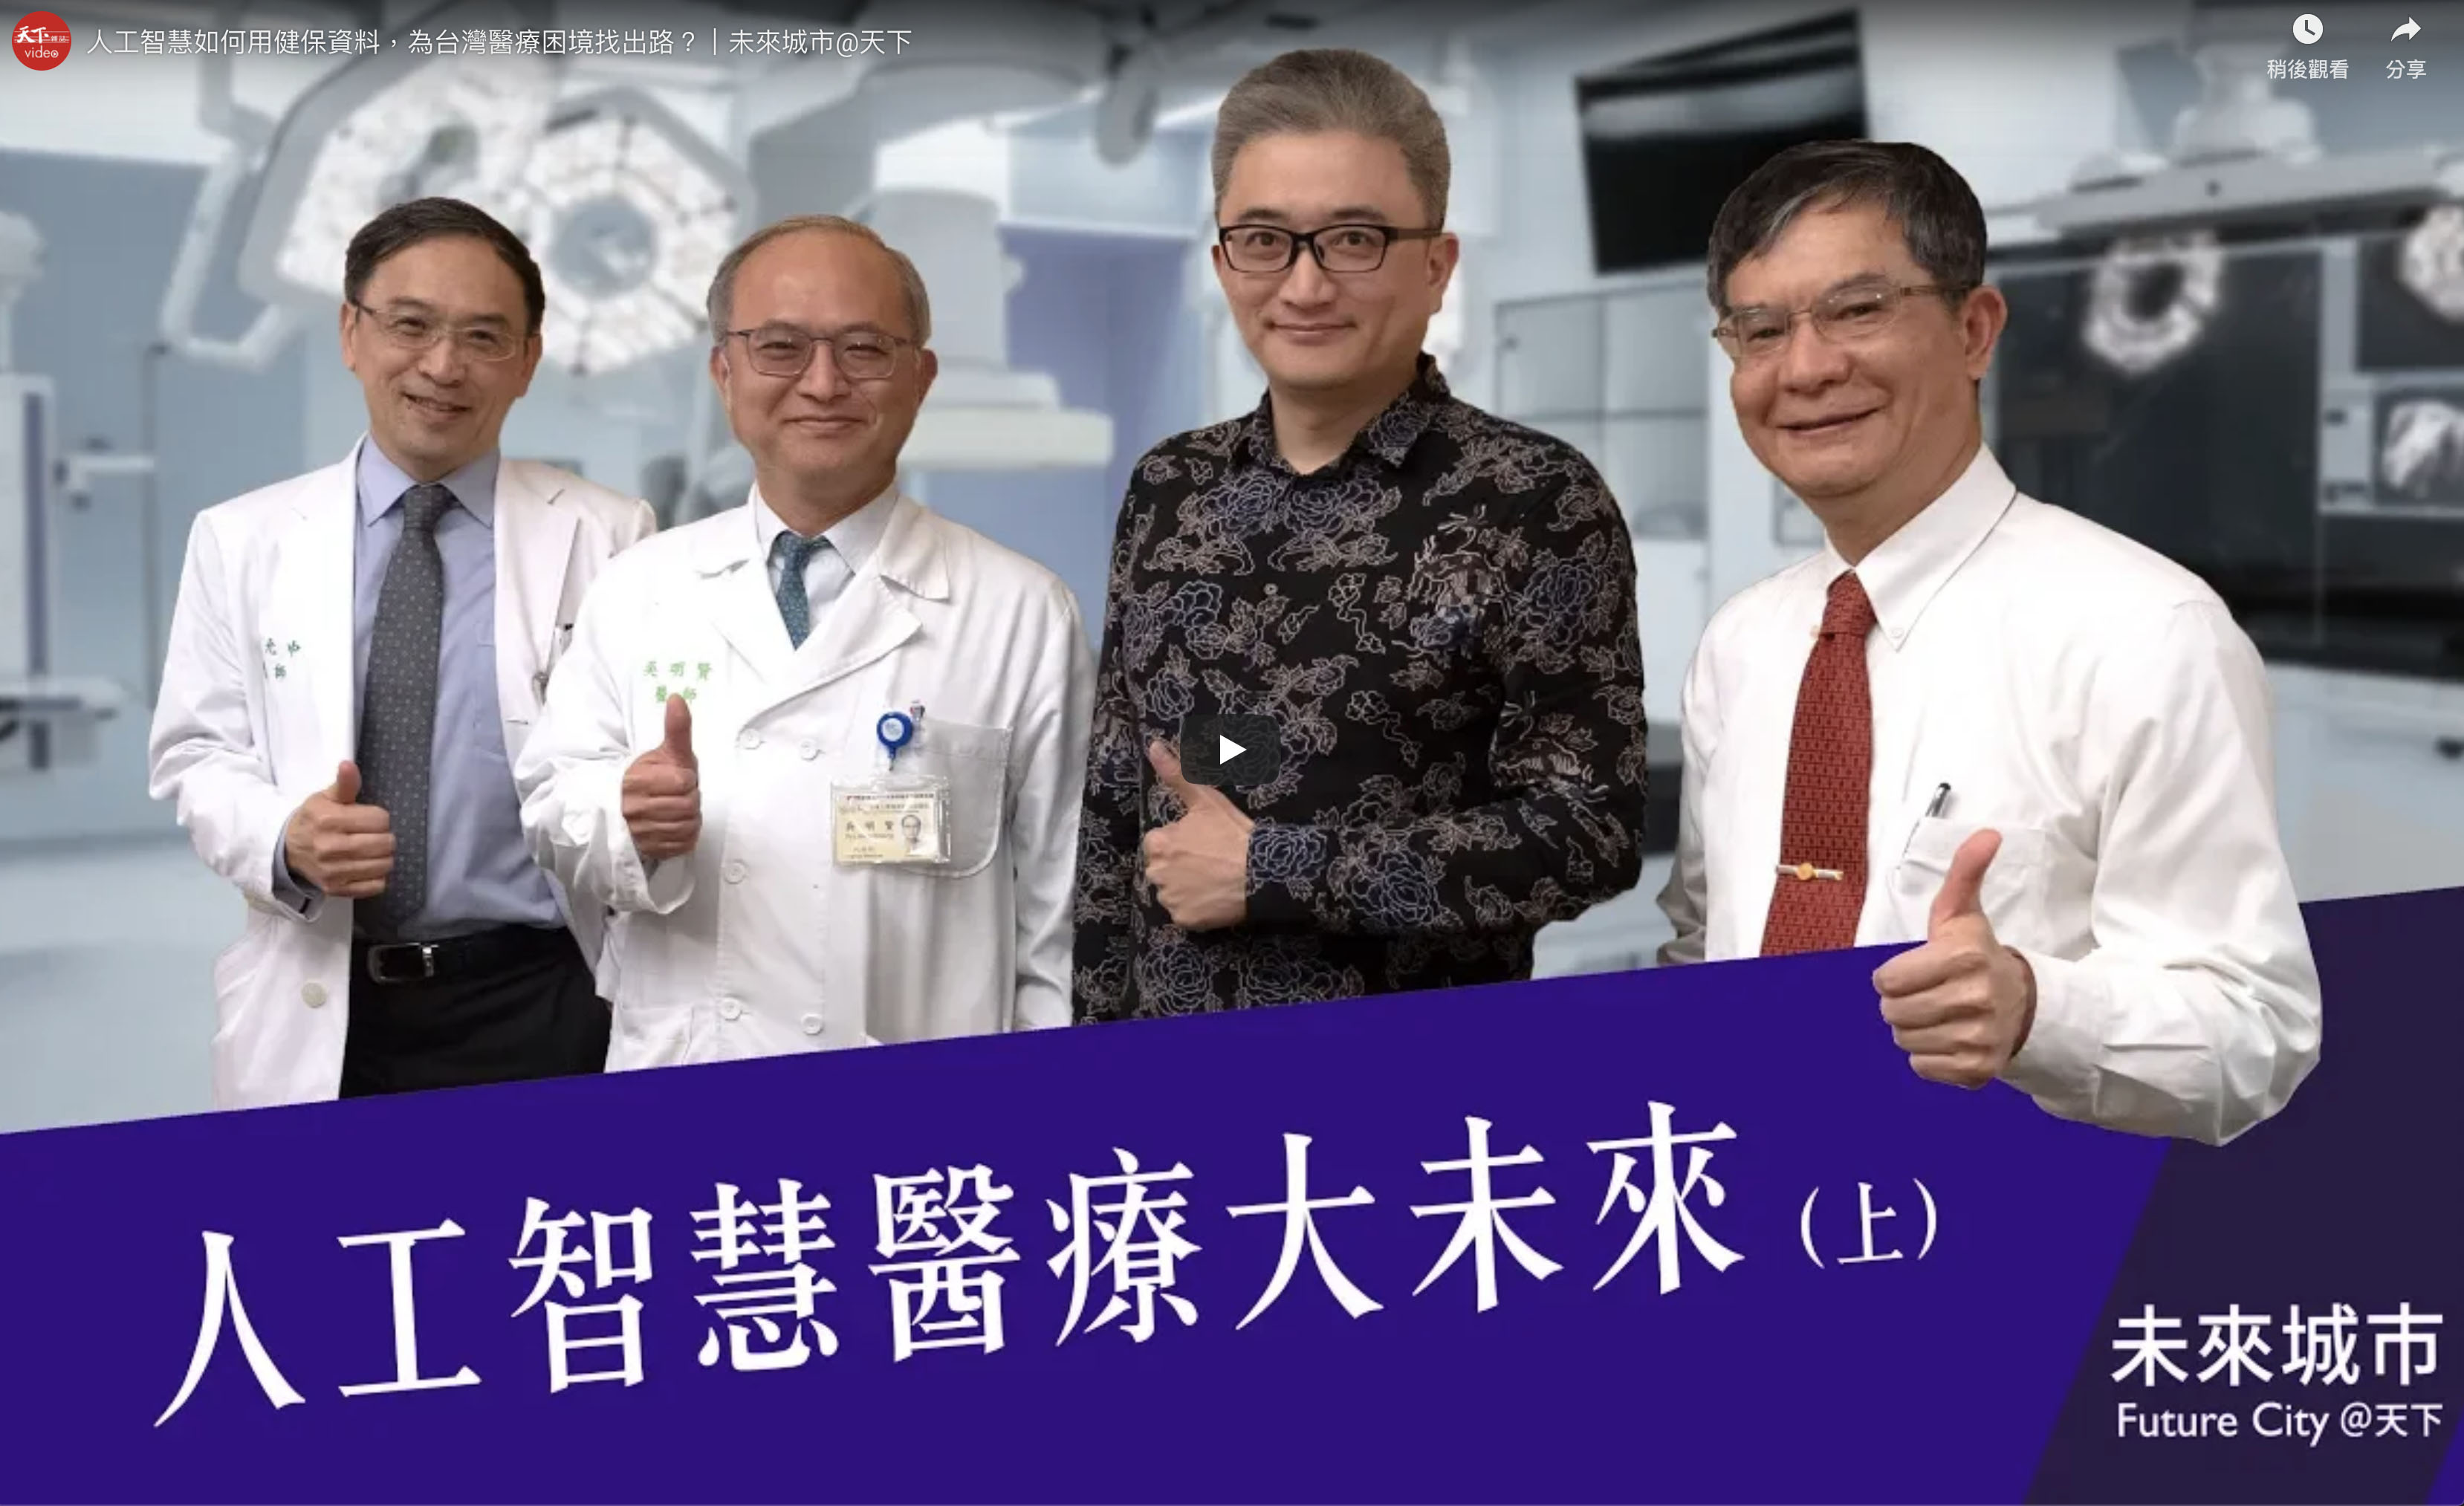 天下雜誌
video
人工智慧如何用健保資料，為台灣醫療困境找出路？｜未來城市@天下
稍後觀看
分享
吳明賢
醫師
吳明賢
人工智慧醫療大未來（上）
未來城市
Future City @天下